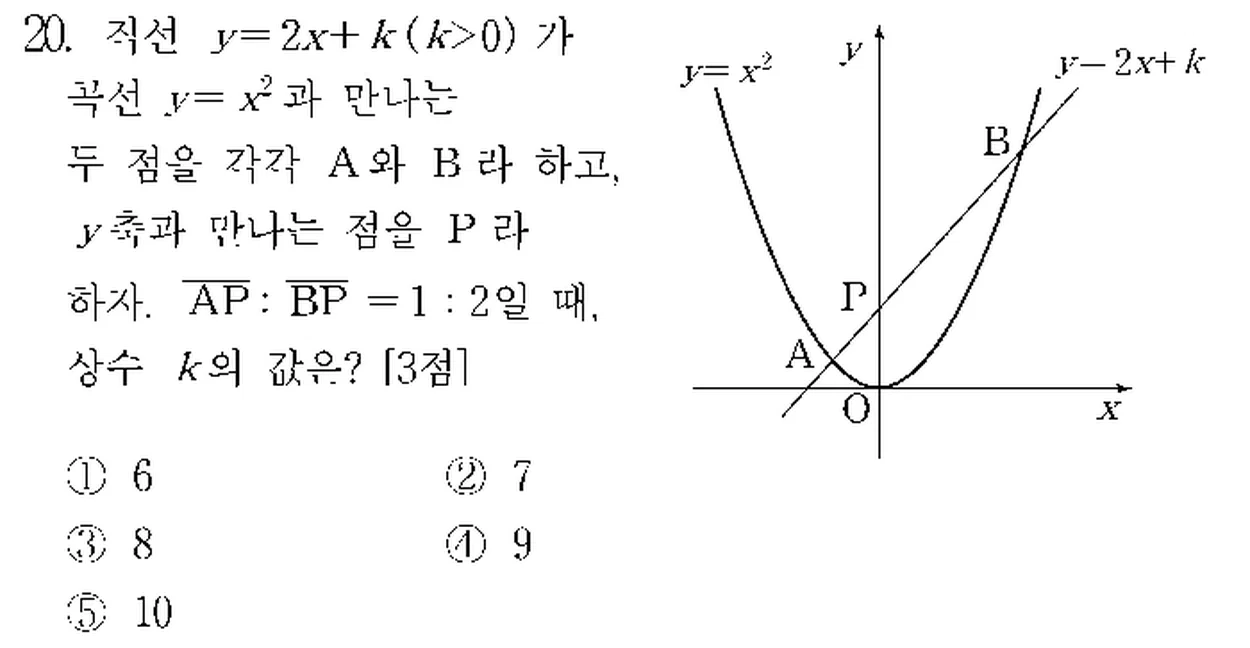 20. 직선 y=2x+k(k>0) 가
곡선 y=x²과 만나는
두 점을 각각 A와 B라 하고,
y축과 만나는 점을 P라
하자. A̅P̅ : B̅P̅ = 1 : 2일 때,
상수 k의 값은? [3점]
① 6 ② 7
③ 8 ④ 9
⑤ 10
y=x²
y
y=2x+k
B
P
A
O
x